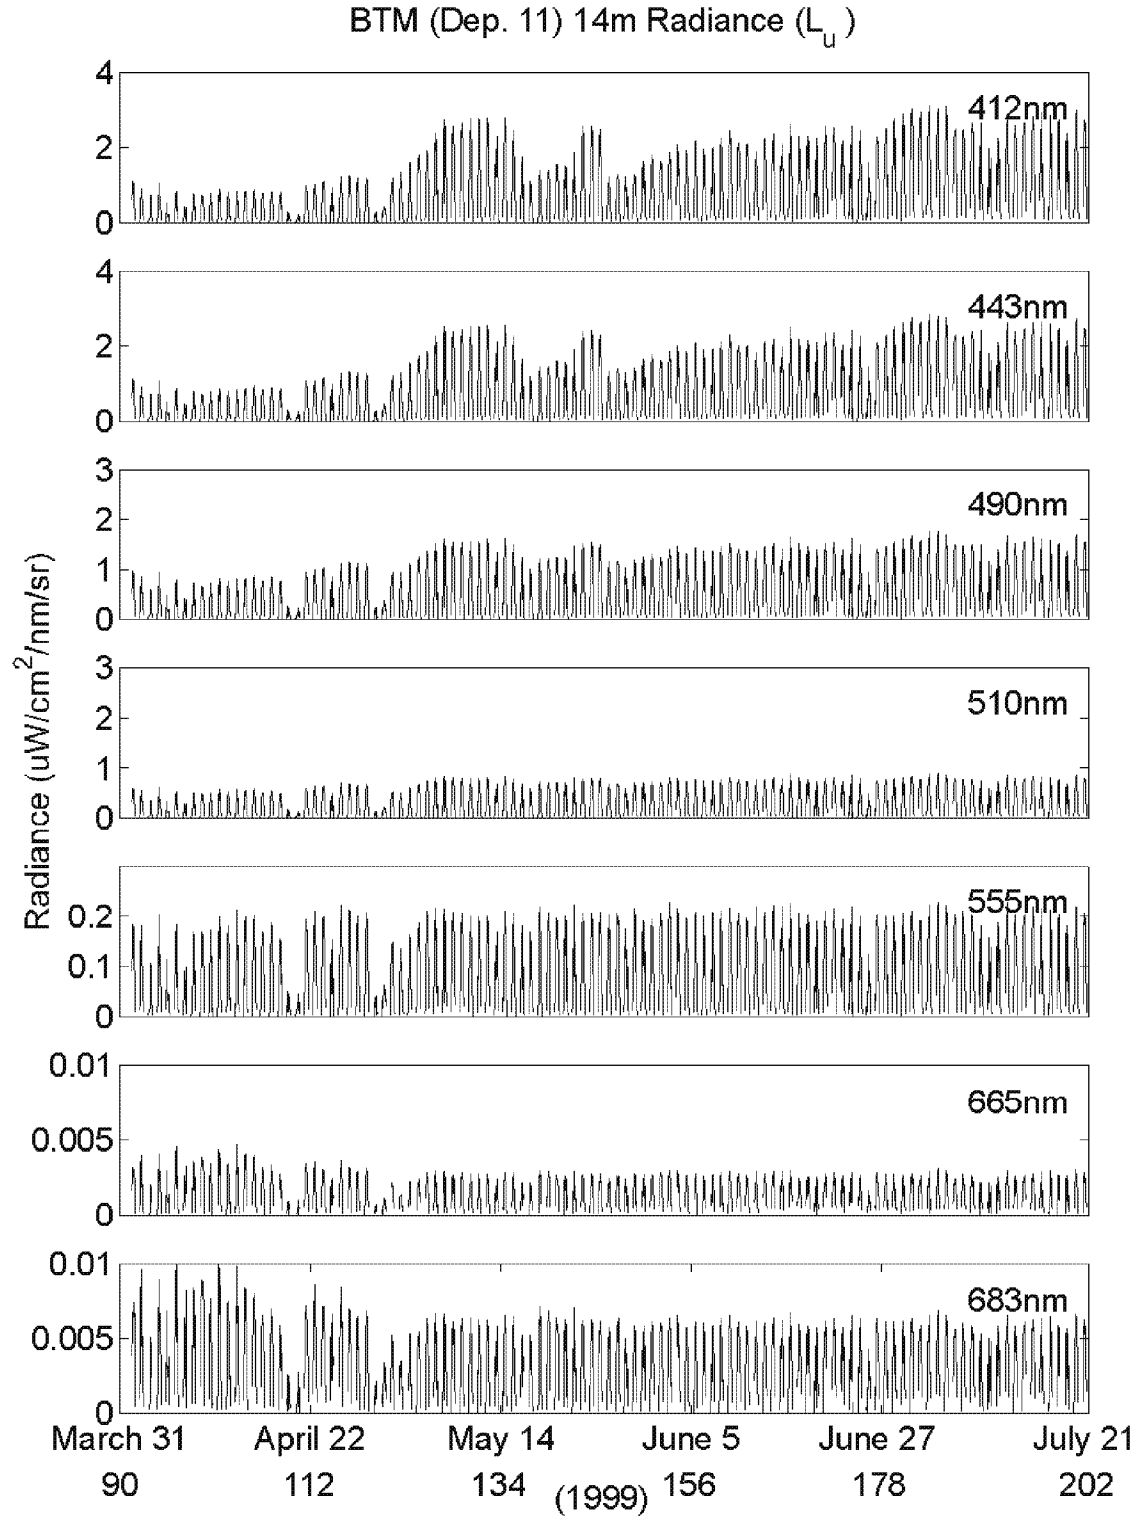 BTM (Dep. 11) 14m Radiance (L_u)
4
2
0
412nm
4
2
0
443nm
3
2
1
0
490nm
3
2
1
0
510nm
Radiance (uW/cm²/nm/sr)
0.2
0.1
0
555nm
0.01
0.005
0
665nm
0.01
0.005
0
683nm
March 31 April 22 May 14 June 5 June 27 July 21
90 112 134 156 178 202
(1999)